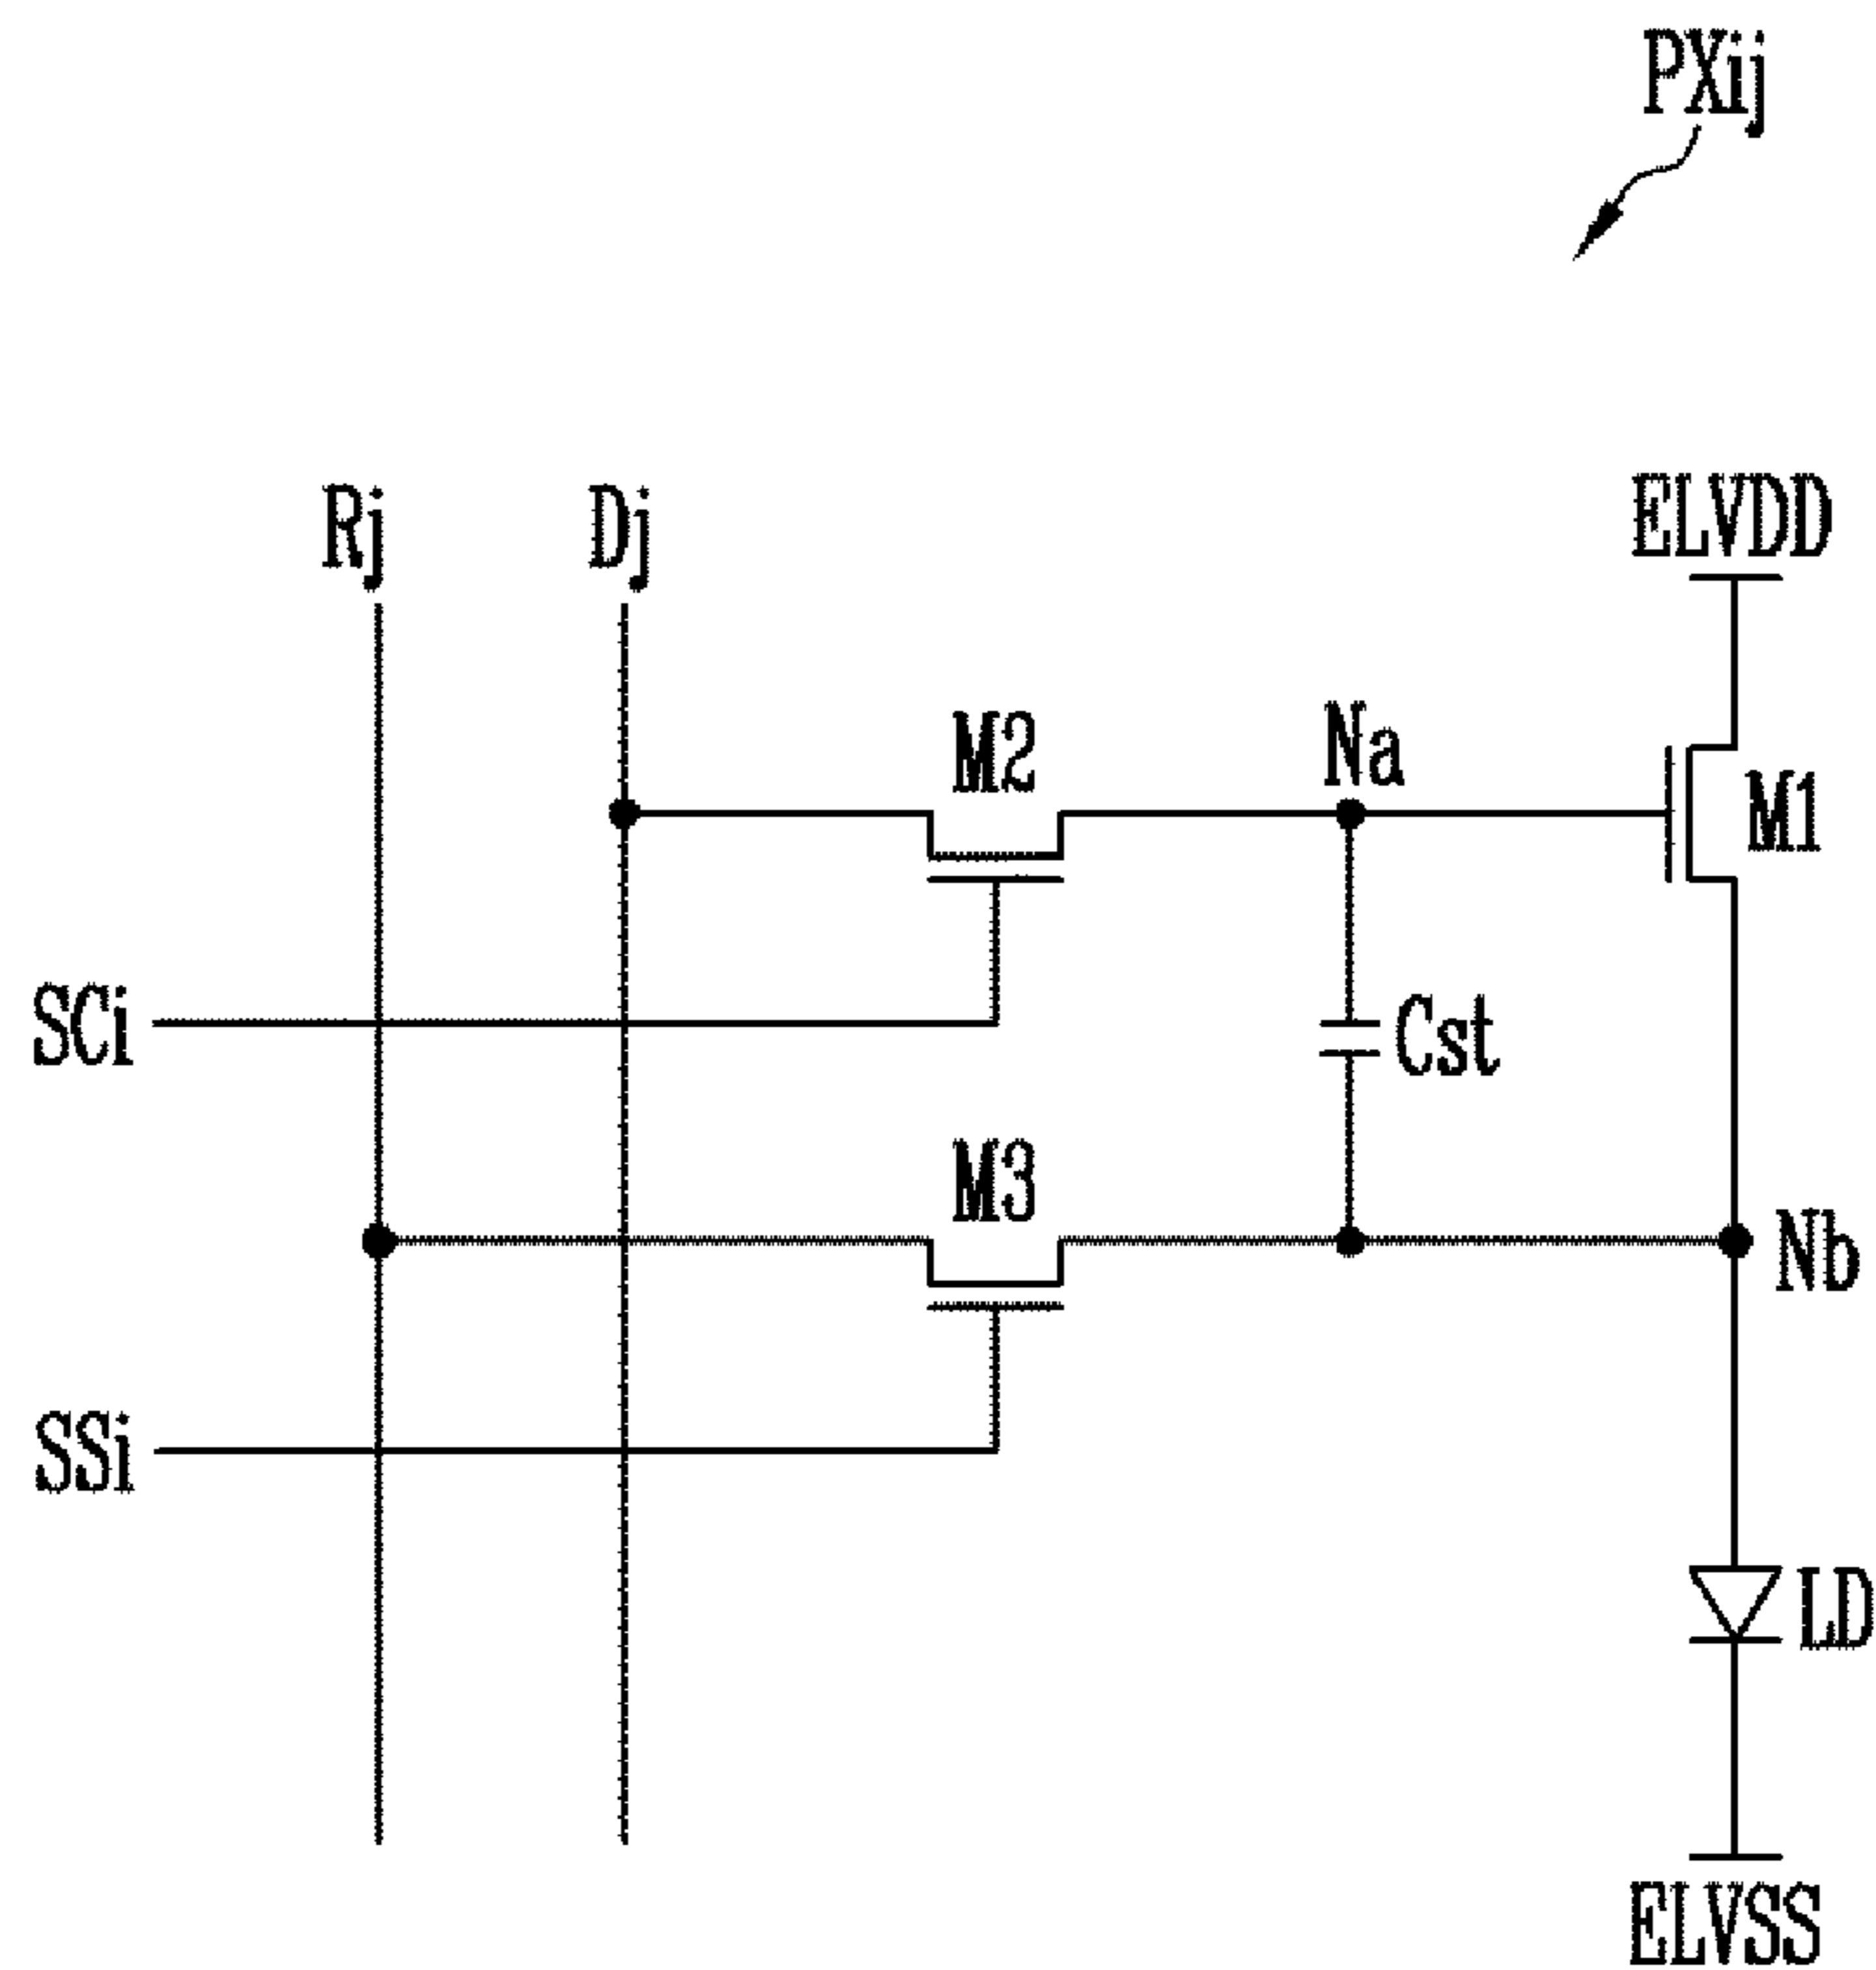 PXij
Rj
Dj
ELVDD
M2
Na
M1
SCi
Cst
M3
Nb
SSi
LD
ELVSS